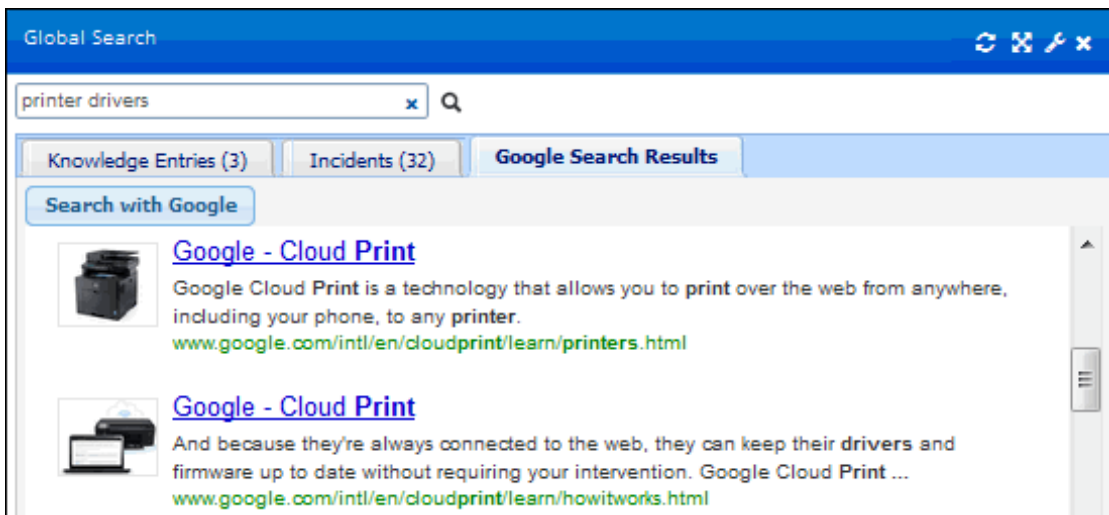 Global Search
printer drivers
Knowledge Entries (3) Incidents (32) Google Search Results
Search with Google
Google - Cloud Print
Google Cloud Print is a technology that allows you to print over the web from anywhere,
including your phone, to any printer.
www.google.com/intl/en/cloudprint/learn/printers.html
Google - Cloud Print
And because they're always connected to the web, they can keep their drivers and
firmware up to date without requiring your intervention. Google Cloud Print ...
www.google.com/intl/en/cloudprint/learn/howitworks.html